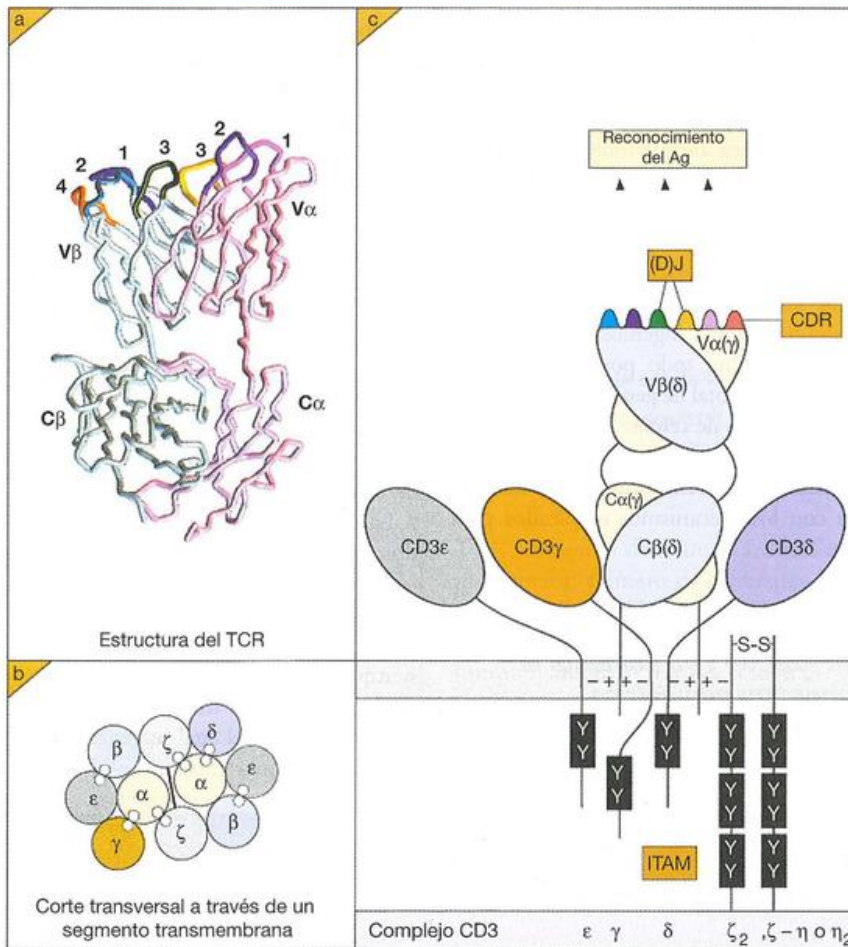 a
2
1
3
3
2
1
4
Vα
Vβ
Cβ
Cα
Estructura del TCR
b
β
ζ
δ
ε
α
α
ε
γ
ζ
β
Corte transversal a través de un
segmento transmembrana
c
Reconocimiento
del Ag
(D)J
CDR
Vα(γ)
Vβ(δ)
Cα(γ)
CD3ε
CD3γ
Cβ(δ)
CD3δ
-S-S-
– + + –
– + + –
Y Y
Y Y
Y Y
Y Y
Y Y
Y Y
Y Y
Y Y
Y Y
ITAM
Complejo CD3 ε γ δ ζ2 ,ζ – η o η2